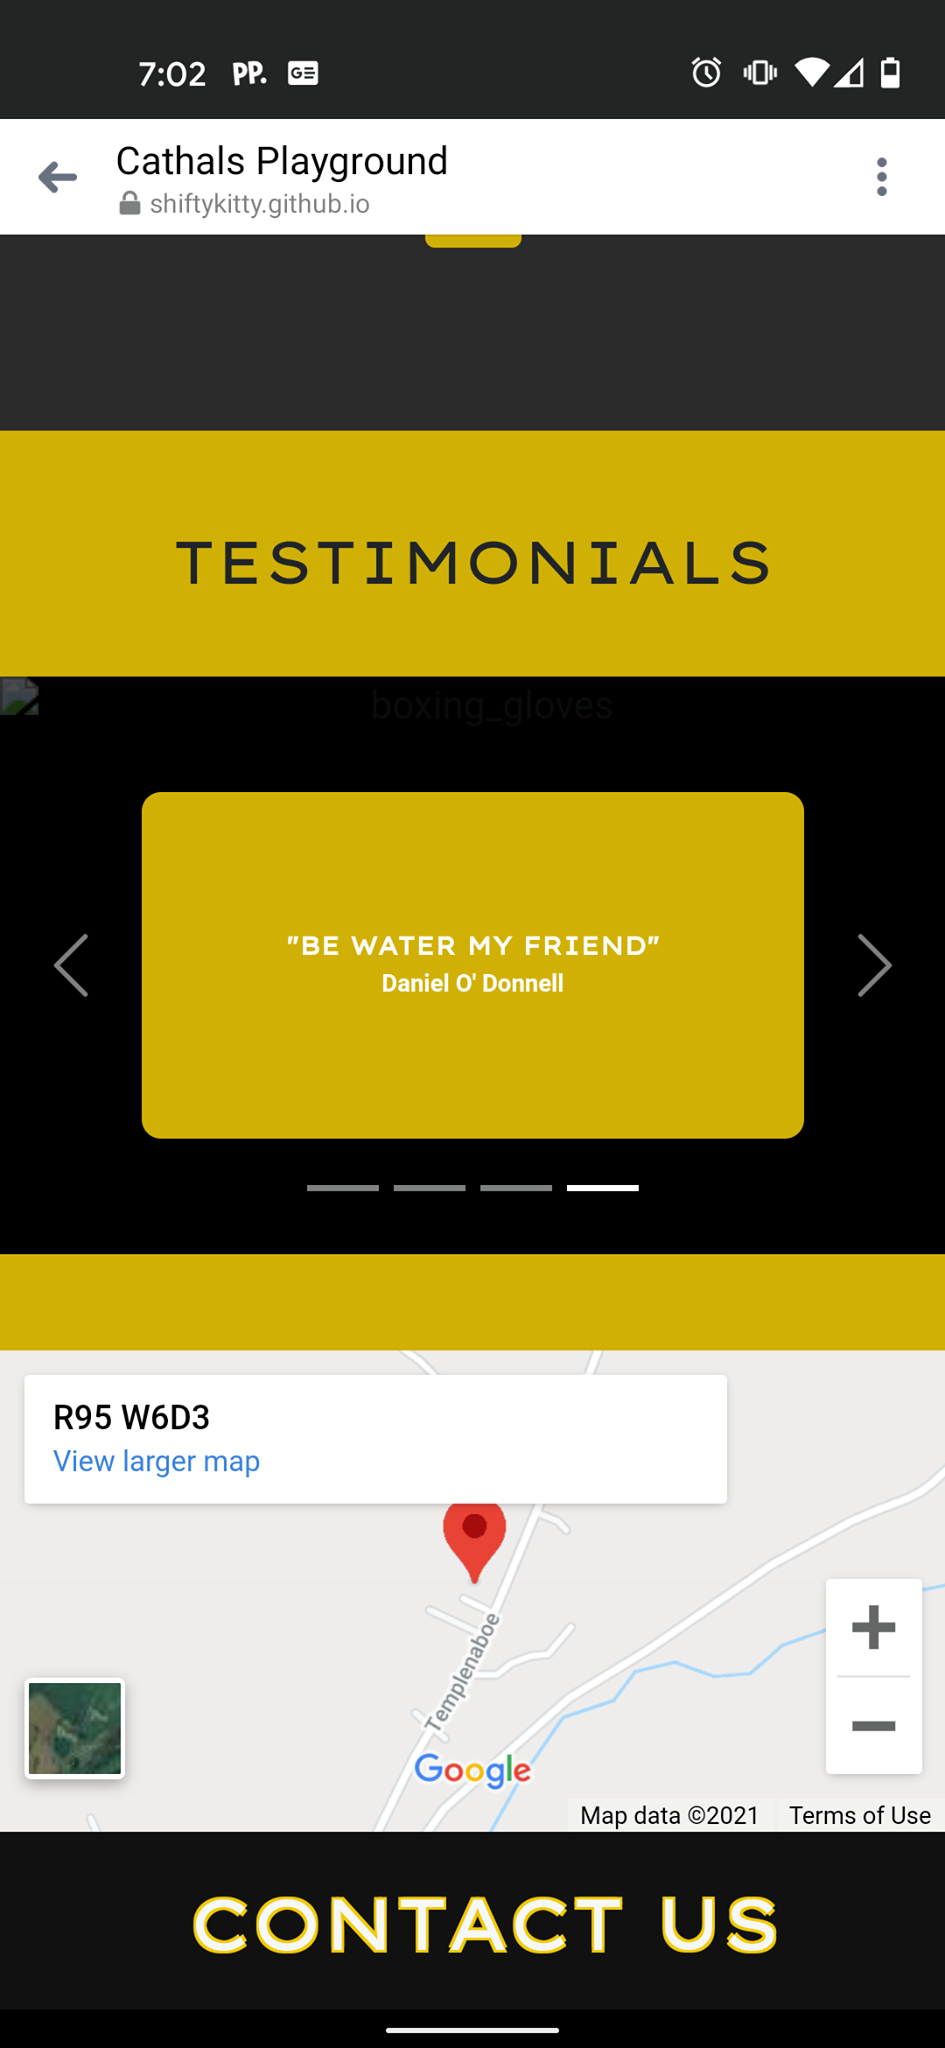 7:02 PP. GE
Cathals Playground
shiftykitty.github.io
TESTIMONIALS
boxing_gloves
"BE WATER MY FRIEND"
Daniel O' Donnell
R95 W6D3
View larger map
Templenaboe
Google
Map data ©2021 Terms of Use
CONTACT US